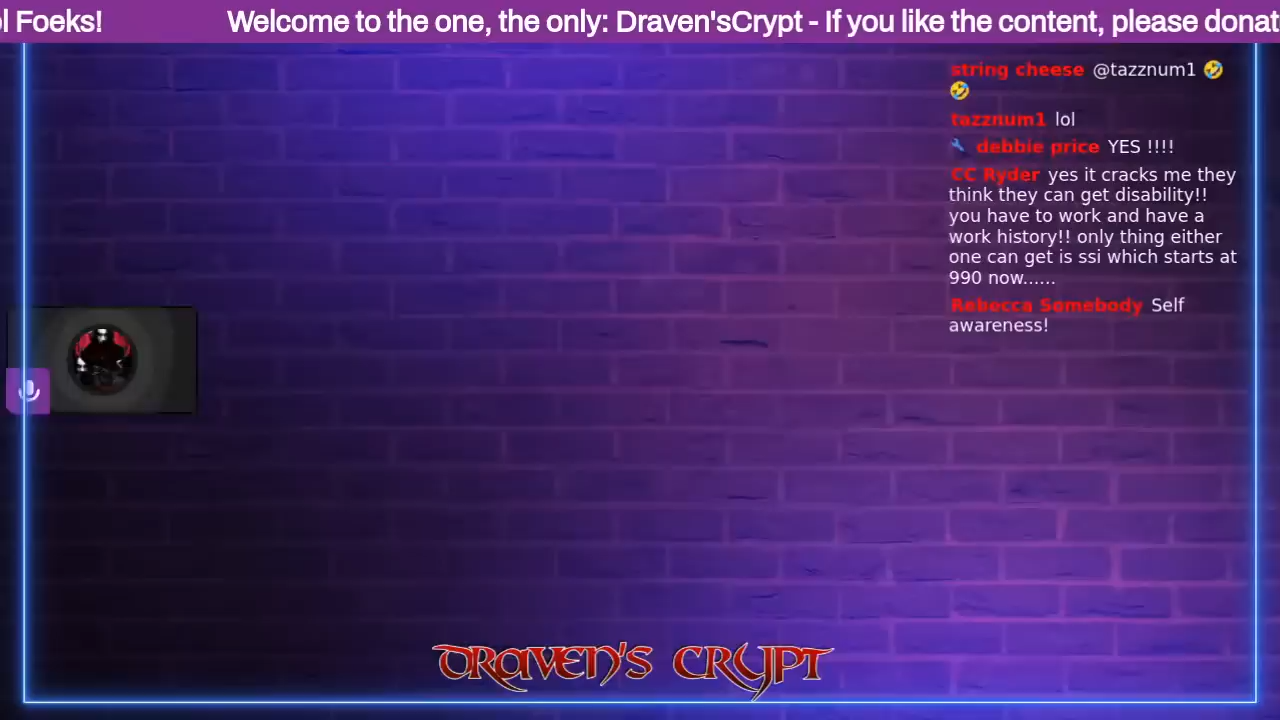 l Foeks! Welcome to the one, the only: Draven'sCrypt - If you like the content, please donat
string cheese @tazznum1 🤣
🤣
tazznum1 lol
debbie price YES !!!!
CC Ryder yes it cracks me they
think they can get disability!!
you have to work and have a
work history!! only thing either
one can get is ssi which starts at
990 now......
Rebecca Somebody Self
awareness!
DRAVEN'S CRYPT